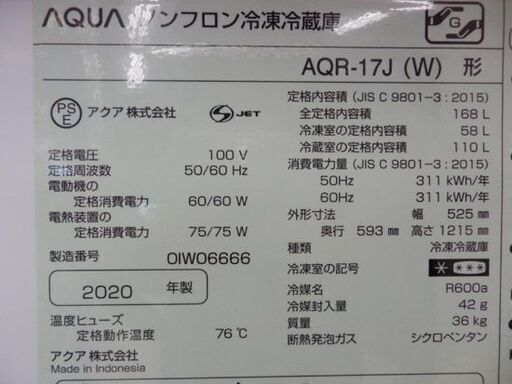 AQUA ノンフロン冷凍冷蔵庫
G
AQR-17J (W) 形
PS
E
アクア株式会社
S JET
定格電圧 100 V
定格周波数 50/60 Hz
電動機の
定格消費電力 60/60 W
電熱装置の
定格消費電力 75/75 W
製造番号 OIW06666
2020 年製
温度ヒューズ
定格動作温度 76℃
アクア株式会社
Made in Indonesia
定格内容積 (JIS C 9801-3 : 2015)
全定格内容積 168 L
冷凍室の定格内容積 58 L
冷蔵室の定格内容積 110 L
消費電力量 (JIS C 9801-3 : 2015)
50Hz 311 kWh/年
60Hz 311 kWh/年
外形寸法 幅 525 mm
奥行 593 mm 高さ 1215 mm
種類 冷凍冷蔵庫
冷凍室の記号
冷媒名 R600a
冷媒封入量 42 g
質量 36 kg
断熱発泡ガス シクロペンタン